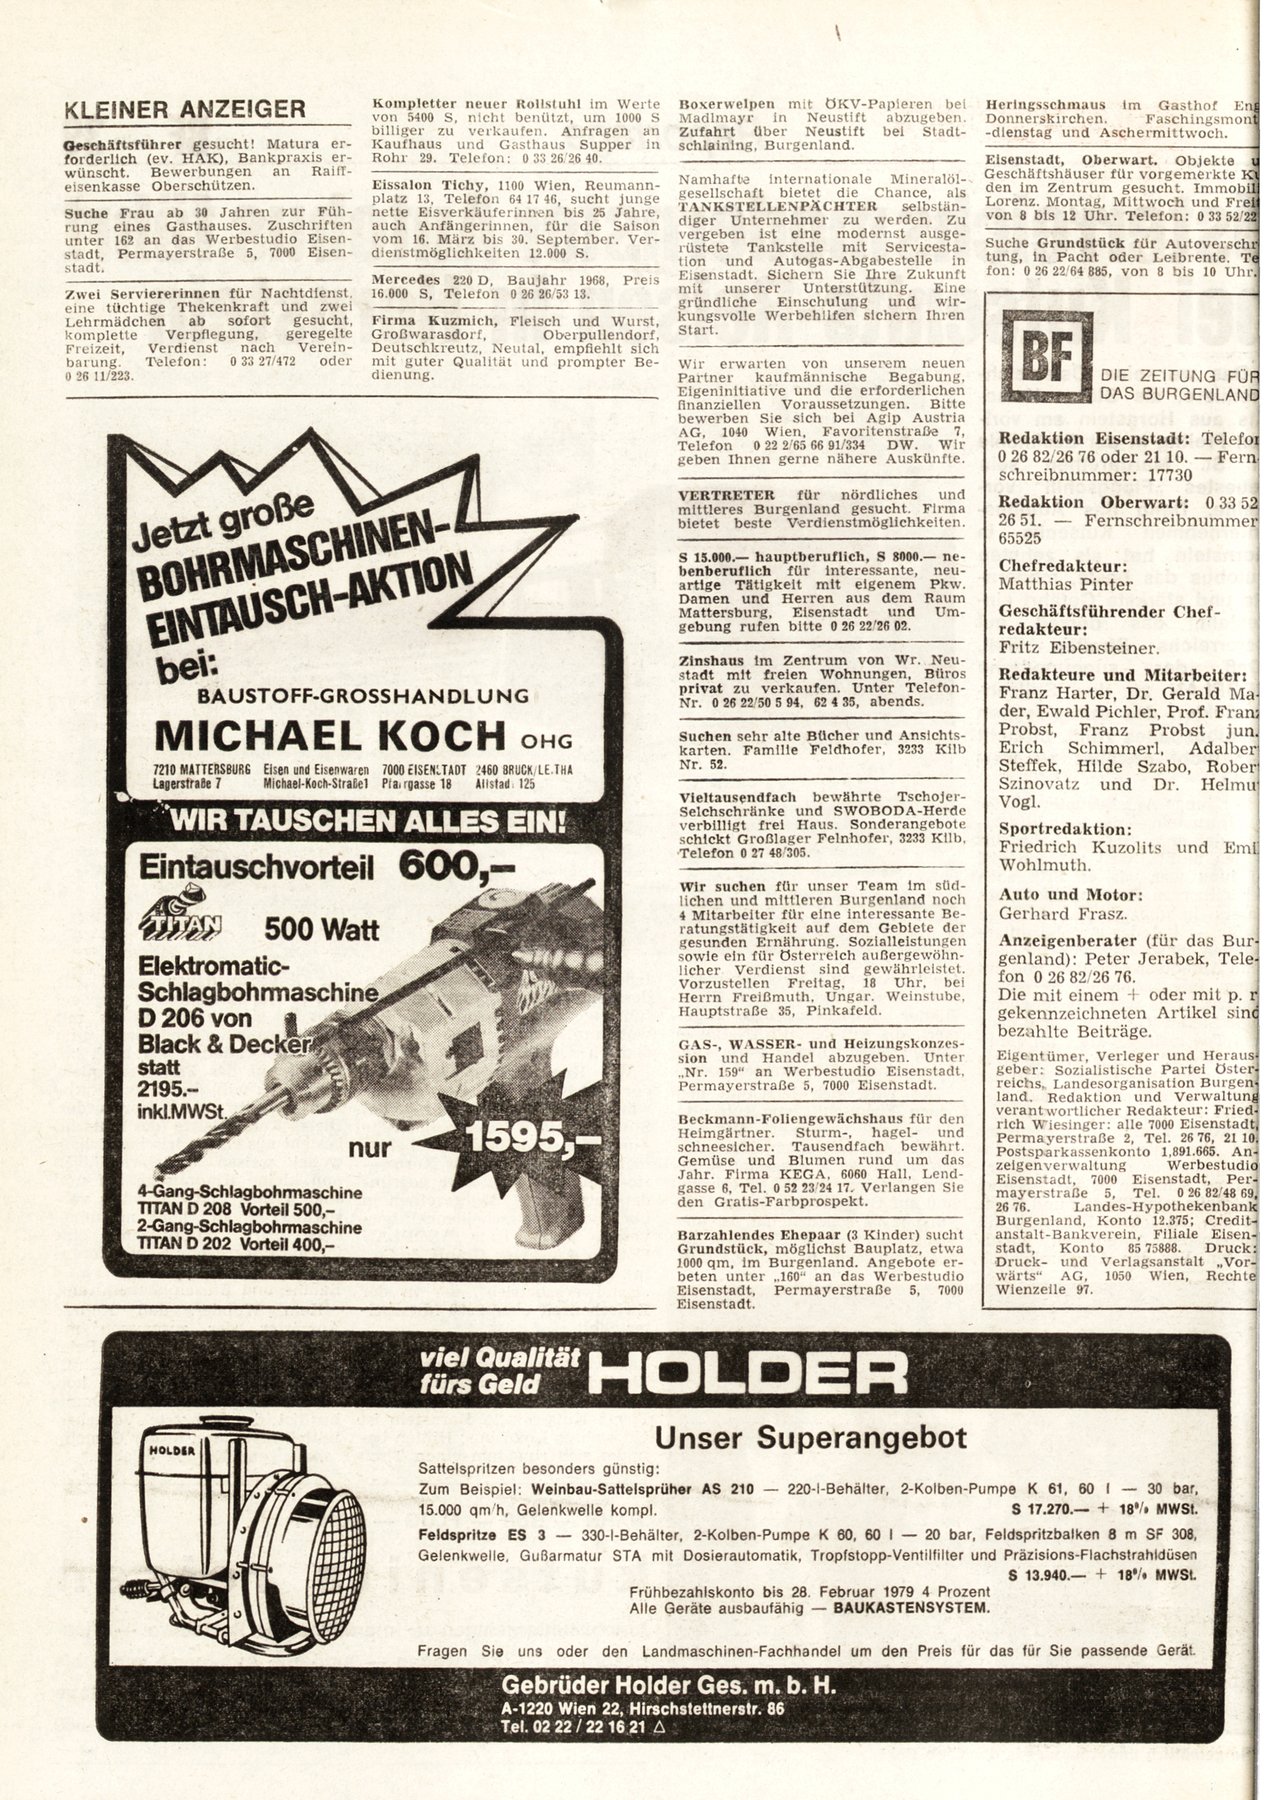 KLEINER ANZEIGER
Geschäftsführer gesucht! Matura er-
forderlich (ev. HAK), Bankpraxis er-
wünscht. Bewerbungen an Raiff-
eisenkasse Oberschützen.
Suche Frau ab 30 Jahren zur Füh-
rung eines Gasthauses. Zuschriften
unter 162 an das Werbestudio Eisen-
stadt, Permayerstraße 5, 7000 Eisen-
stadt.
Zwei Serviererinnen für Nachtdienst,
eine tüchtige Thekenkraft und zwei
Lehrmädchen ab sofort gesucht,
komplette Verpflegung, geregelte
Freizeit, Verdienst nach Verein-
barung. Telefon: 0 33 27/472 oder
0 26 11/223.
Kompletter neuer Rollstuhl im Werte
von 5400 S, nicht benützt, um 1000 S
billiger zu verkaufen. Anfragen an
Kaufhaus und Gasthaus Supper in
Rohr 29. Telefon: 0 33 26/26 40.
Eissalon Tichy, 1100 Wien, Reumann-
platz 13, Telefon 64 17 46, sucht junge
nette Eisverkäuferinnen bis 25 Jahre,
auch Anfängerinnen, für die Saison
vom 16. März bis 30. September. Ver-
dienstmöglichkeiten 12.000 S.
Mercedes 220 D, Baujahr 1968, Preis
16.000 S, Telefon 0 26 26/53 13.
Firma Kuzmich, Fleisch und Wurst,
Großwarasdorf, Oberpullendorf,
Deutschkreutz, Neutal, empfiehlt sich
mit guter Qualität und prompter Be-
dienung.
Jetzt große
BOHRMASCHINEN-
EINTAUSCH-AKTION
bei:
BAUSTOFF-GROSSHANDLUNG
MICHAEL KOCH OHG
7210 MATTERSBURG Eisen und Eisenwaren 7000 EISENSTADT 2460 BRUCK/LEITHA
Lagerstraße 7 Michael-Koch-Straße1 Pfarrgasse 18 Altstadt 125
WIR TAUSCHEN ALLES EIN!
Eintauschvorteil 600,–
TITAN
500 Watt
Elektromatic-
Schlagbohrmaschine
D 206 von
Black & Decker
statt
2195.–
inkl.MWSt.
nur 1595,–
4-Gang-Schlagbohrmaschine
TITAN D 208 Vorteil 500,–
2-Gang-Schlagbohrmaschine
TITAN D 202 Vorteil 400,–
Boxerwelpen mit ÖKV-Papieren bei
Madlmayr in Neustift abzugeben.
Zufahrt über Neustift bei Stadt-
schlaining, Burgenland.
Namhafte internationale Mineralöl-
gesellschaft bietet die Chance, als
TANKSTELLENPÄCHTER selbstän-
diger Unternehmer zu werden. Zu
vergeben ist eine modernst ausge-
rüstete Tankstelle mit Servicesta-
tion und Autogas-Abgabestelle in
Eisenstadt. Sichern Sie Ihre Zukunft
mit unserer Unterstützung. Eine
gründliche Einschulung und wir-
kungsvolle Werbehilfen sichern Ihren
Start.
Wir erwarten von unserem neuen
Partner kaufmännische Begabung,
Eigeninitiative und die erforderlichen
finanziellen Voraussetzungen. Bitte
bewerben Sie sich bei Agip Austria
AG, 1040 Wien, Favoritenstraße 7,
Telefon 0 22 2/65 66 91/334 DW. Wir
geben Ihnen gerne nähere Auskünfte.
VERTRETER für nördliches und
mittleres Burgenland gesucht. Firma
bietet beste Verdienstmöglichkeiten.
S 15.000.— hauptberuflich, S 8000.— ne-
benberuflich für interessante, neu-
artige Tätigkeit mit eigenem Pkw.
Damen und Herren aus dem Raum
Mattersburg, Eisenstadt und Um-
gebung rufen bitte 0 26 22/26 02.
Zinshaus im Zentrum von Wr. Neu-
stadt mit freien Wohnungen, Büros
privat zu verkaufen. Unter Telefon-
Nr. 0 26 22/50 5 94, 62 4 35, abends.
Suchen sehr alte Bücher und Ansichts-
karten. Familie Feldhofer, 3233 Kilb
Nr. 52.
Vieltausendfach bewährte Tschojer-
Selchschränke und SWOBODA-Herde
verbilligt frei Haus. Sonderangebote
schickt Großlager Felnhofer, 3233 Kilb,
Telefon 0 27 48/305.
Wir suchen für unser Team im süd-
lichen und mittleren Burgenland noch
4 Mitarbeiter für eine interessante Be-
ratungstätigkeit auf dem Gebiete der
gesunden Ernährung. Sozialleistungen
sowie ein für Österreich außergewöhn-
licher Verdienst sind gewährleistet.
Vorzustellen Freitag, 18 Uhr, bei
Herrn Freißmuth, Ungar. Weinstube,
Hauptstraße 35, Pinkafeld.
GAS-, WASSER- und Heizungskonzes-
sion und Handel abzugeben. Unter
„Nr. 159“ an Werbestudio Eisenstadt,
Permayerstraße 5, 7000 Eisenstadt.
Beckmann-Foliengewächshaus für den
Heimgärtner. Sturm-, hagel- und
schneesicher. Tausendfach bewährt.
Gemüse und Blumen rund um das
Jahr. Firma KEGA, 6060 Hall, Lend-
gasse 6, Tel. 0 52 23/24 17. Verlangen Sie
den Gratis-Farbprospekt.
Barzahlendes Ehepaar (3 Kinder) sucht
Grundstück, möglichst Bauplatz, etwa
1000 qm, im Burgenland. Angebote er-
beten unter „160“ an das Werbestudio
Eisenstadt, Permayerstraße 5, 7000
Eisenstadt.
Heringsschmaus im Gasthof Eng
Donnerskirchen. Faschingsmont
-dienstag und Aschermittwoch.
Eisenstadt, Oberwart. Objekte u
Geschäftshäuser für vorgemerkte Ku
den im Zentrum gesucht. Immobili
Lorenz. Montag, Mittwoch und Freit
von 8 bis 12 Uhr. Telefon: 0 33 52/22
Suche Grundstück für Autoverschr
tung, in Pacht oder Leibrente. Te
fon: 0 26 22/64 885, von 8 bis 10 Uhr.
BF
DIE ZEITUNG FÜR
DAS BURGENLAND
Redaktion Eisenstadt: Telefon
0 26 82/26 76 oder 21 10. — Fern
schreibnummer: 17730
Redaktion Oberwart: 0 33 52
26 51. — Fernschreibnummer
65525
Chefredakteur:
Matthias Pinter
Geschäftsführender Chef-
redakteur:
Fritz Eibensteiner.
Redakteure und Mitarbeiter:
Franz Harter, Dr. Gerald Ma-
der, Ewald Pichler, Prof. Franz
Probst, Franz Probst jun.
Erich Schimmerl, Adalber
Steffek, Hilde Szabo, Rober
Szinovatz und Dr. Helmu
Vogl.
Sportredaktion:
Friedrich Kuzolits und Emil
Wohlmuth.
Auto und Motor:
Gerhard Frasz.
Anzeigenberater (für das Bur-
genland): Peter Jerabek, Tele-
fon 0 26 82/26 76.
Die mit einem + oder mit p. r
gekennzeichneten Artikel sind
bezahlte Beiträge.
Eigentümer, Verleger und Heraus-
geber: Sozialistische Partei Öster-
reichs, Landesorganisation Burgen-
land. Redaktion und Verwaltung
verantwortlicher Redakteur: Fried-
rich Wiesinger: alle 7000 Eisenstadt,
Permayerstraße 2, Tel. 26 76, 21 10.
Postsparkassenkonto 1,891.665. An-
zeigenverwaltung Werbestudio
Eisenstadt, 7000 Eisenstadt, Per-
mayerstraße 5, Tel. 0 26 82/48 69,
26 76. Landes-Hypothekenbank
Burgenland, Konto 12.375; Credit-
anstalt-Bankverein, Filiale Eisen-
stadt, Konto 85 75888. Druck:
Druck- und Verlagsanstalt „Vor-
wärts“ AG, 1050 Wien, Rechte
Wienzeile 97.
viel Qualität
fürs Geld
HOLDER
HOLDER
Unser Superangebot
Sattelspritzen besonders günstig:
Zum Beispiel: Weinbau-Sattelsprüher AS 210 — 220-l-Behälter, 2-Kolben-Pumpe K 61, 60 l — 30 bar,
15.000 qm/h, Gelenkwelle kompl. S 17.270.— + 18% MWSt.
Feldspritze ES 3 — 330-l-Behälter, 2-Kolben-Pumpe K 60, 60 l — 20 bar, Feldspritzbalken 8 m SF 308,
Gelenkwelle, Gußarmatur STA mit Dosierautomatik, Tropfstopp-Ventilfilter und Präzisions-Flachstrahldüsen
S 13.940.— + 18% MWSt.
Frühbezahlskonto bis 28. Februar 1979 4 Prozent
Alle Geräte ausbaufähig — BAUKASTENSYSTEM.
Fragen Sie uns oder den Landmaschinen-Fachhandel um den Preis für das für Sie passende Gerät.
Gebrüder Holder Ges. m. b. H.
A-1220 Wien 22, Hirschstettnerstr. 86
Tel. 02 22 / 22 16 21 △